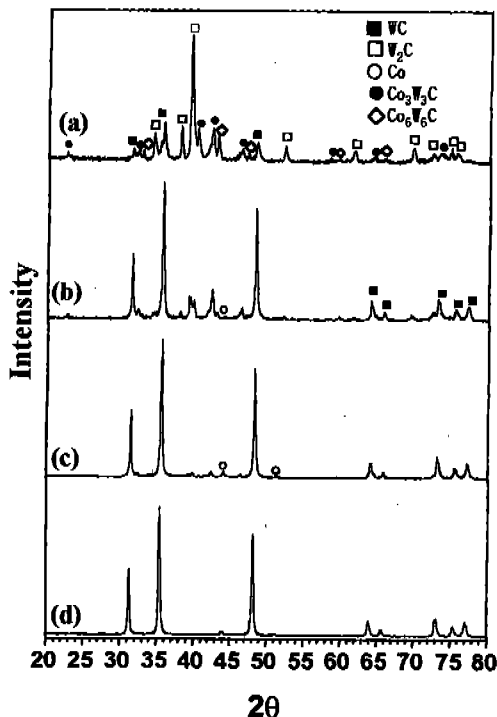 ■ WC
□ W₂C
○ Co
● Co₃W₃C
◇ Co₆W₆C
(a)
(b)
(c)
(d)
Intensity
20 25 30 35 40 45 50 55 60 65 70 75 80
2θ